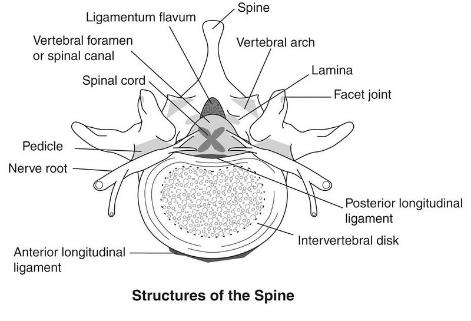 Spine
Ligamentum flavum
Vertebral foramen
or spinal canal
Vertebral arch
Spinal cord
Lamina
Facet joint
Pedicle
Nerve root
Posterior longitudinal
ligament
Intervertebral disk
Anterior longitudinal
ligament
Structures of the Spine